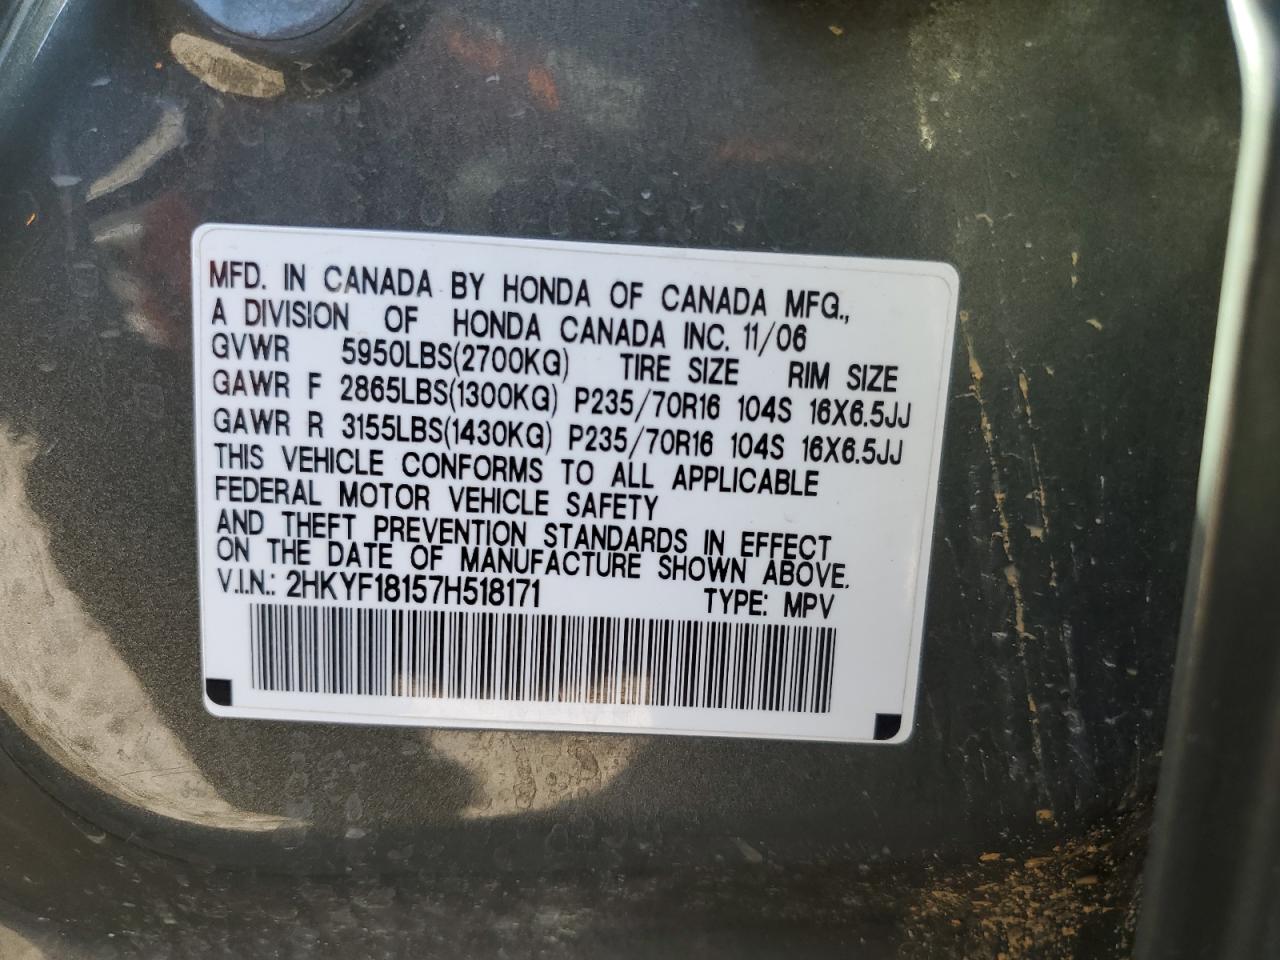 MFD. IN CANADA BY HONDA OF CANADA MFG.,
A DIVISION OF HONDA CANADA INC. 11/06
GVWR 5950LBS(2700KG) TIRE SIZE RIM SIZE
GAWR F 2865LBS(1300KG) P235/70R16 104S 16X6.5JJ
GAWR R 3155LBS(1430KG) P235/70R16 104S 16X6.5JJ
THIS VEHICLE CONFORMS TO ALL APPLICABLE
FEDERAL MOTOR VEHICLE SAFETY
AND THEFT PREVENTION STANDARDS IN EFFECT
ON THE DATE OF MANUFACTURE SHOWN ABOVE.
V.I.N.: 2HKYF18157H518171 TYPE: MPV